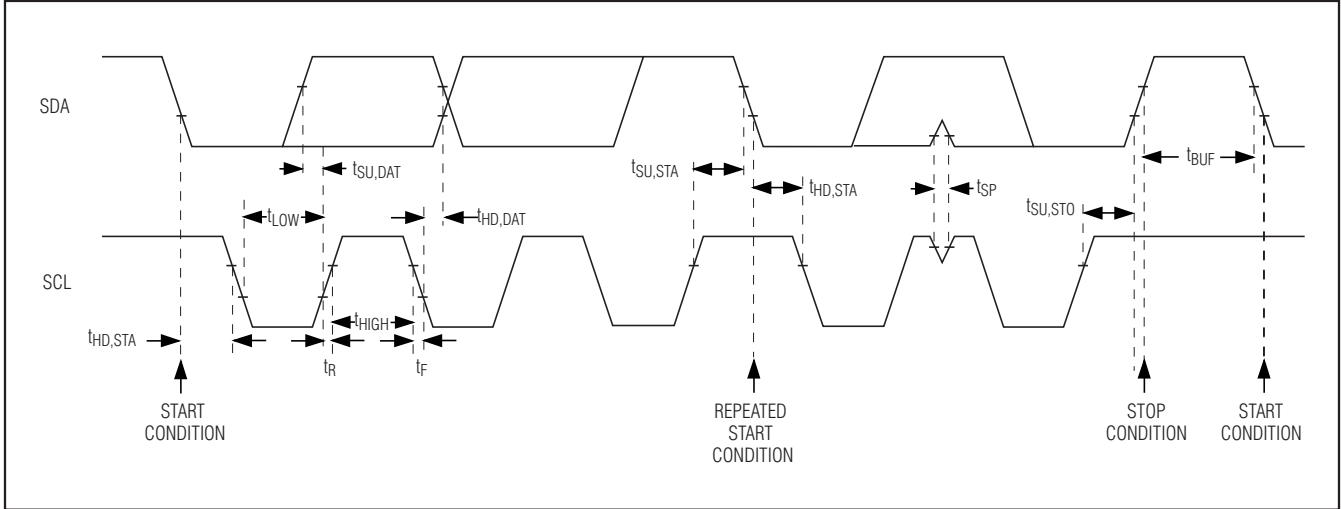 SDA
tSU,DAT
tSU,STA
tHD,STA
tSP
tBUF
tLOW
tHD,DAT
tSU,STO
SCL
tHD,STA
tHIGH
tR
tF
START
CONDITION
REPEATED
START
CONDITION
STOP
CONDITION
START
CONDITION